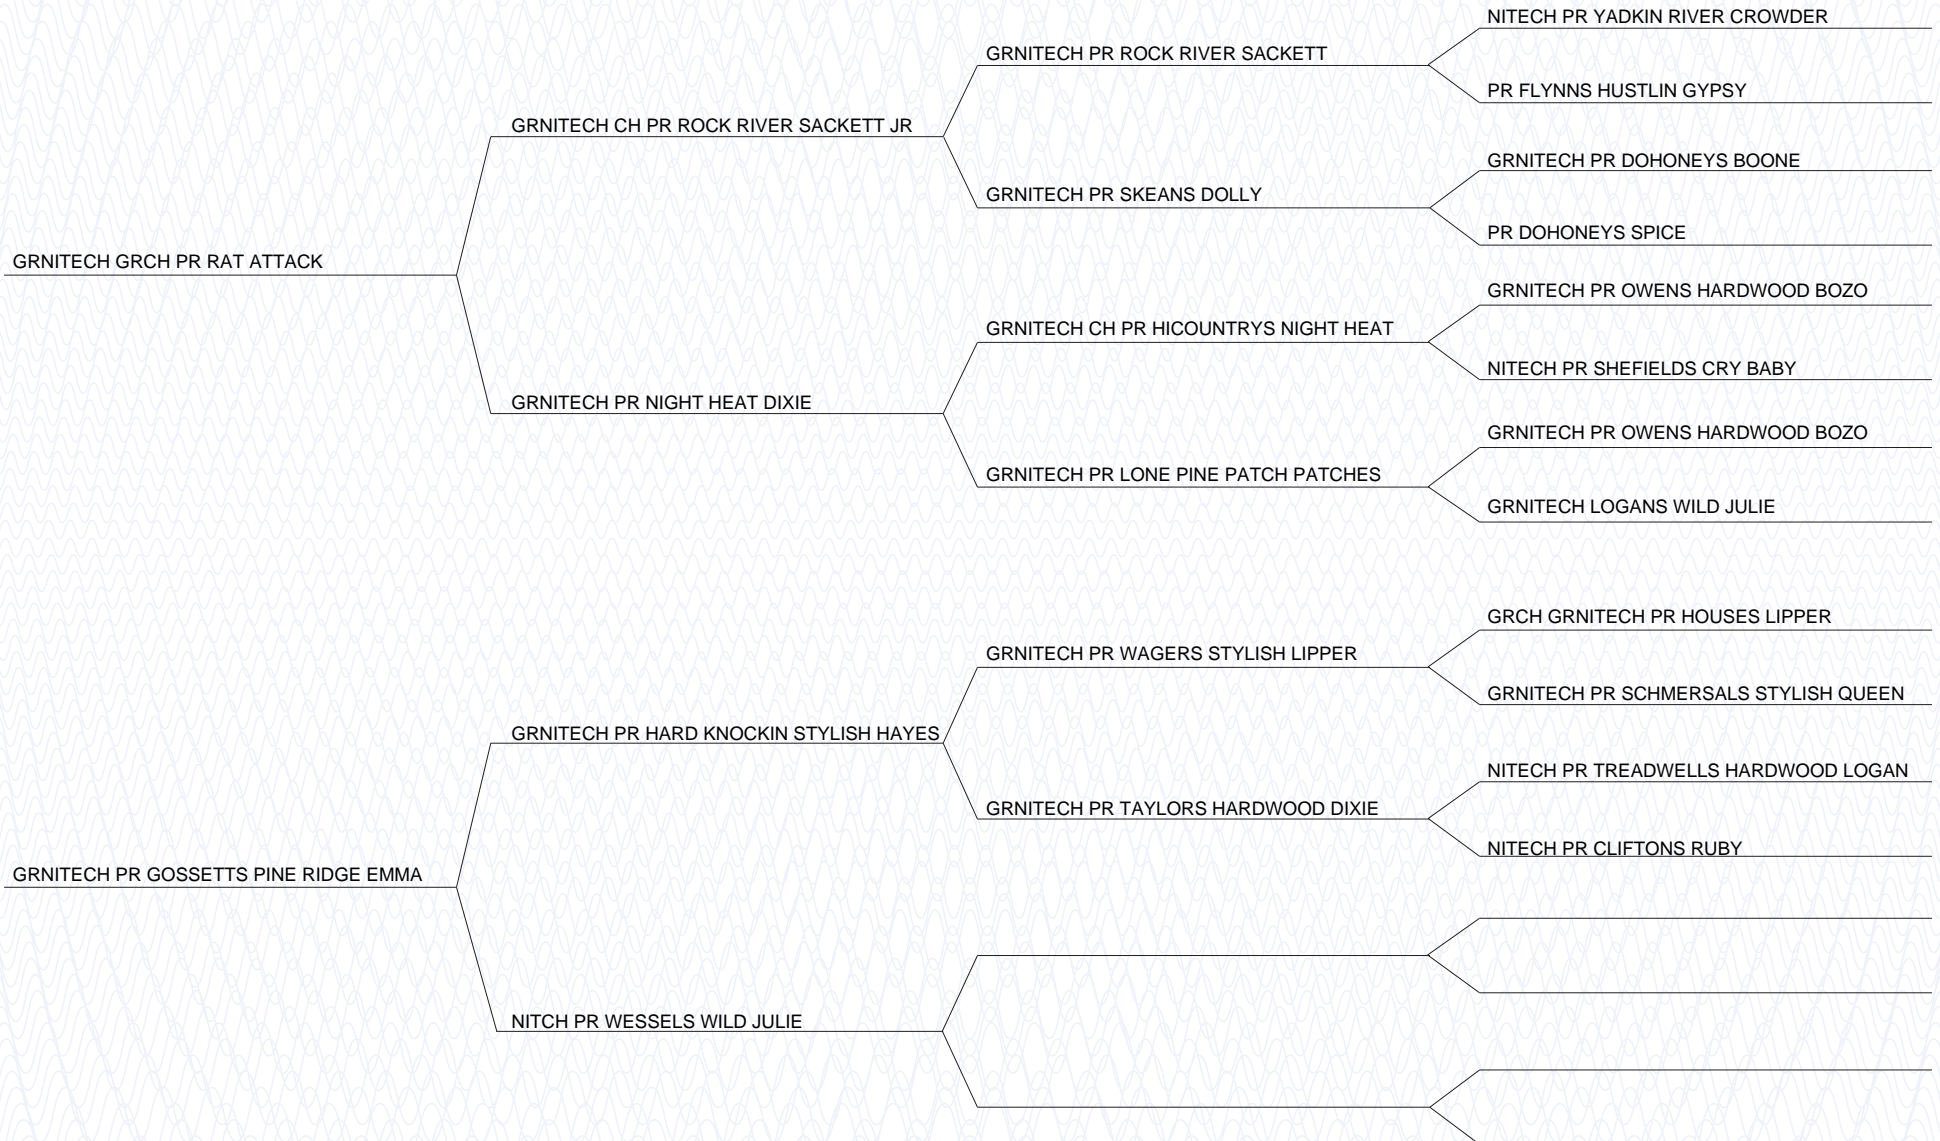 NITECH PR YADKIN RIVER CROWDER
GRNITECH PR ROCK RIVER SACKETT
PR FLYNNS HUSTLIN GYPSY
GRNITECH CH PR ROCK RIVER SACKETT JR
GRNITECH PR DOHONEYS BOONE
GRNITECH PR SKEANS DOLLY
PR DOHONEYS SPICE
GRNITECH GRCH PR RAT ATTACK
GRNITECH PR OWENS HARDWOOD BOZO
GRNITECH CH PR HICOUNTRYS NIGHT HEAT
NITECH PR SHEFIELDS CRY BABY
GRNITECH PR NIGHT HEAT DIXIE
GRNITECH PR OWENS HARDWOOD BOZO
GRNITECH PR LONE PINE PATCH PATCHES
GRNITECH LOGANS WILD JULIE
GRCH GRNITECH PR HOUSES LIPPER
GRNITECH PR WAGERS STYLISH LIPPER
GRNITECH PR SCHMERSALS STYLISH QUEEN
GRNITECH PR HARD KNOCKIN STYLISH HAYES
NITECH PR TREADWELLS HARDWOOD LOGAN
GRNITECH PR TAYLORS HARDWOOD DIXIE
NITECH PR CLIFTONS RUBY
GRNITECH PR GOSSETTS PINE RIDGE EMMA
NITCH PR WESSELS WILD JULIE